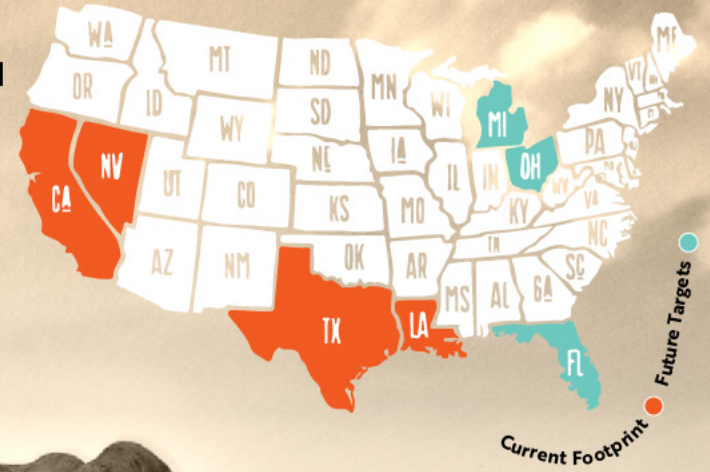 WA
MT
ND
MN
ME
OR
ID
SD
WI
MI
VT
NY
WY
CA
NV
NE
IA
IL
IN
OH
PA
UT
CO
KS
MO
KY
WV
VA
AZ
NM
OK
AR
TN
NC
SC
TX
LA
MS
AL
GA
FL
Future Targets
Current Footprint